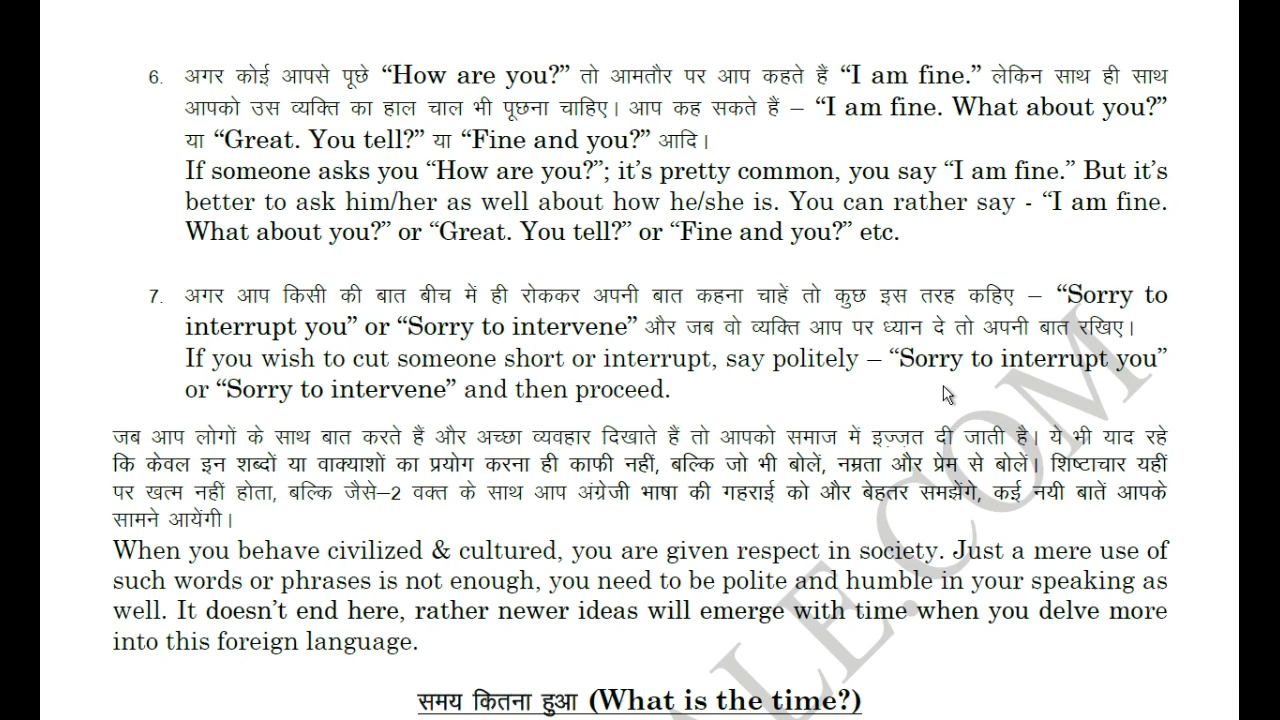 6. अगर कोई आपसे पूछे “How are you?” तो आमतौर पर आप कहते हैं “I am fine.” लेकिन साथ ही साथ
आपको उस व्यक्ति का हाल चाल भी पूछना चाहिए। आप कह सकते हैं – “I am fine. What about you?”
या “Great. You tell?” या “Fine and you?” आदि।
If someone asks you “How are you?”; it’s pretty common, you say “I am fine.” But it’s
better to ask him/her as well about how he/she is. You can rather say - “I am fine.
What about you?” or “Great. You tell?” or “Fine and you?” etc.
7. अगर आप किसी की बात बीच में ही रोककर अपनी बात कहना चाहें तो कुछ इस तरह कहिए – “Sorry to
interrupt you” or “Sorry to intervene” और जब वो व्यक्ति आप पर ध्यान दे तो अपनी बात रखिए।
If you wish to cut someone short or interrupt, say politely – “Sorry to interrupt you”
or “Sorry to intervene” and then proceed.
जब आप लोगों के साथ बात करते हैं और अच्छा व्यवहार दिखाते हैं तो आपको समाज में इज़्ज़त दी जाती है। ये भी याद रहे
कि केवल इन शब्दों या वाक्याशों का प्रयोग करना ही काफी नहीं, बल्कि जो भी बोलें, नम्रता और प्रेम से बोलें। शिष्टाचार यहीं
पर खत्म नहीं होता, बल्कि जैसे–2 वक्त के साथ आप अंग्रेजी भाषा की गहराई को और बेहतर समझेंगे, कई नयी बातें आपके
सामने आयेंगी।
When you behave civilized & cultured, you are given respect in society. Just a mere use of
such words or phrases is not enough, you need to be polite and humble in your speaking as
well. It doesn’t end here, rather newer ideas will emerge with time when you delve more
into this foreign language.
समय कितना हुआ (What is the time?)
ALE.COM